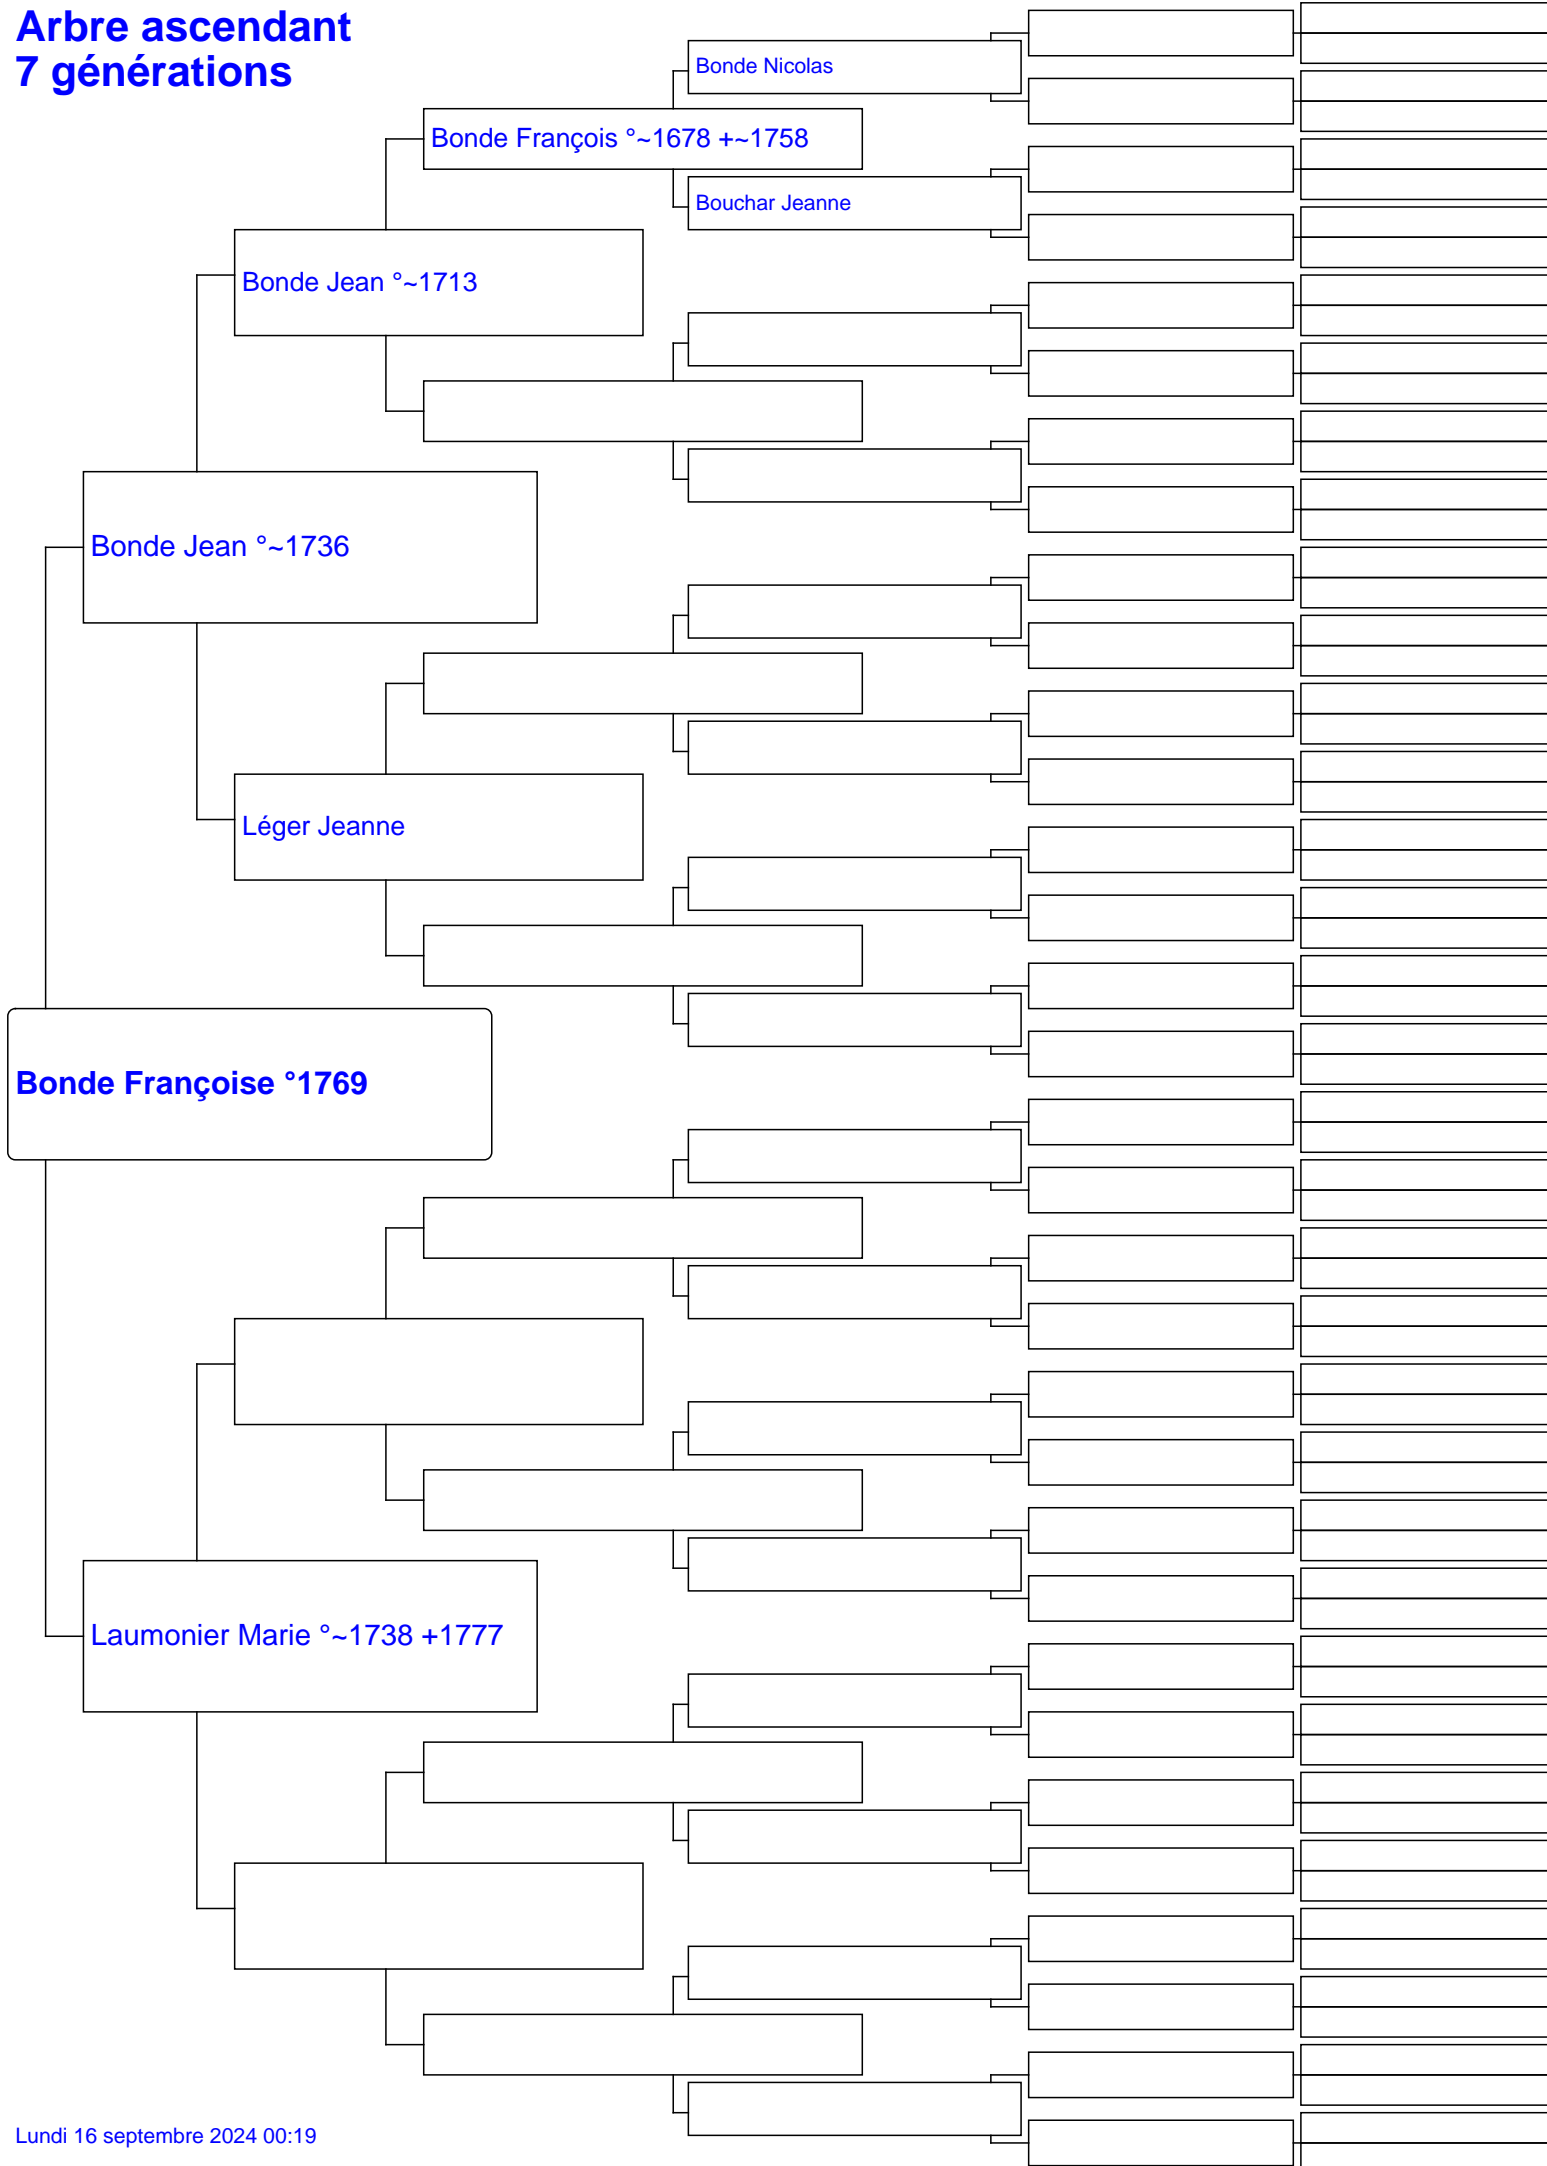 Arbre ascendant
7 générations
Bonde Nicolas
Bonde François °~1678 +~1758
Bouchar Jeanne
Bonde Jean °~1713
Bonde Jean °~1736
Léger Jeanne
Bonde Françoise °1769
Laumonier Marie °~1738 +1777
Lundi 16 septembre 2024 00:19